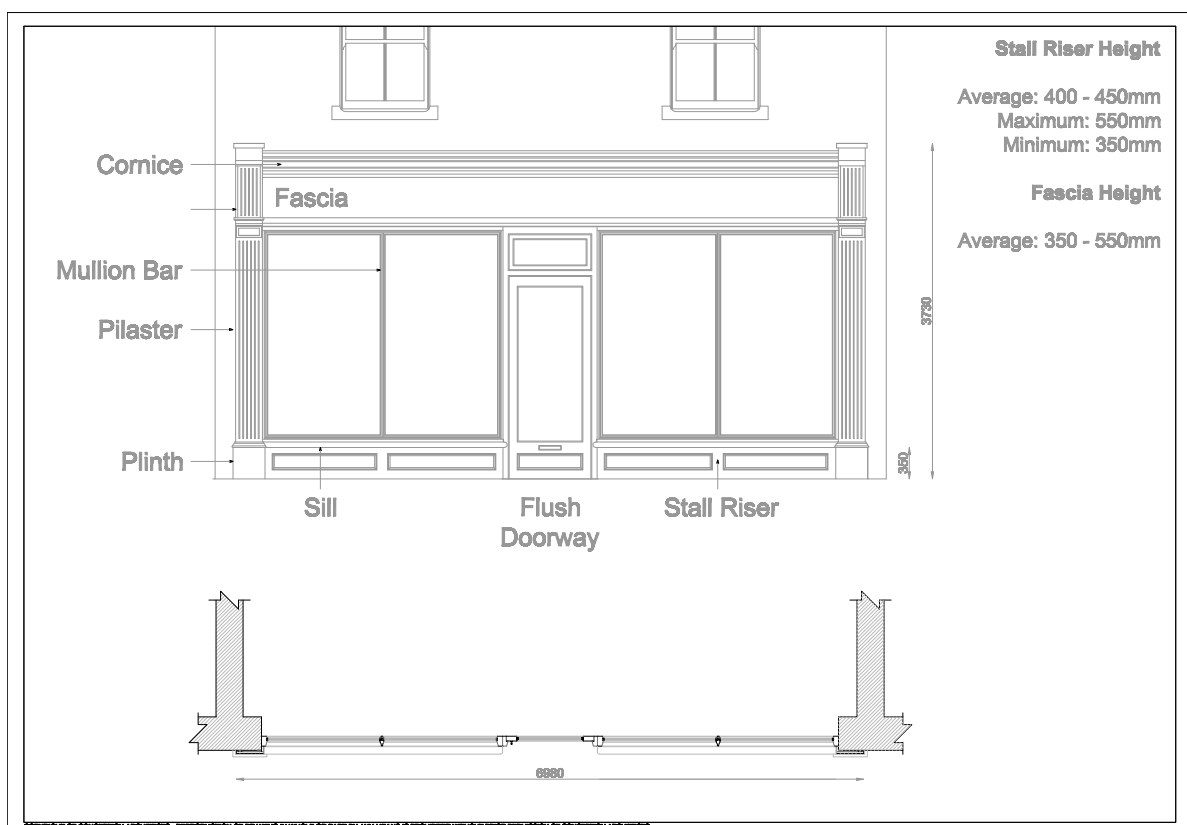 Stall Riser Height
Average: 400 - 450mm
Maximum: 550mm
Minimum: 350mm
Fascia Height
Average: 350 - 550mm
Cornice
Fascia
Mullion Bar
Pilaster
3730
Plinth
350
Sill
Flush
Doorway
Stall Riser
6980